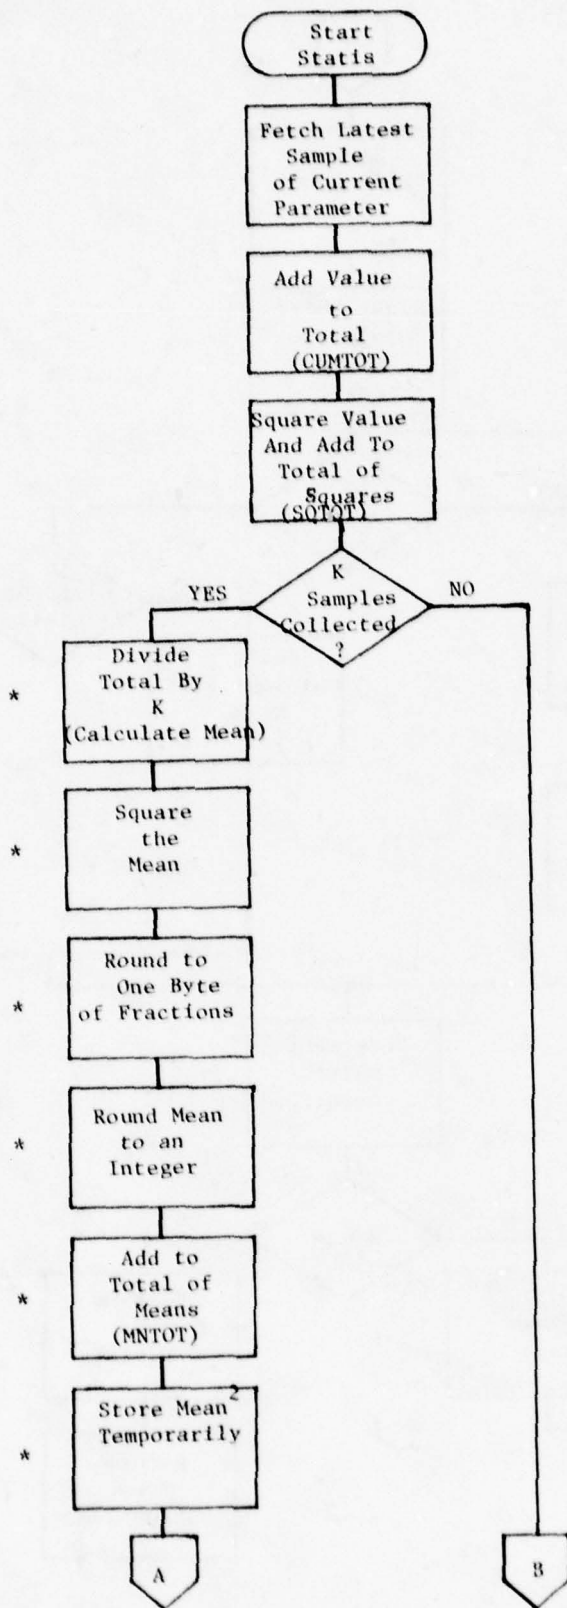 Start
Statis
Fetch Latest
Sample
of Current
Parameter
Add Value
to
Total
(CUMTOT)
Square Value
And Add To
Total of
Squares
(SQTOT)
K
Samples
Collected
?
YES
NO
Divide
Total By
K
(Calculate Mean)
*
Square
the
Mean
*
Round to
One Byte
of Fractions
*
Round Mean
to an
Integer
*
Add to
Total of
Means
(MNTOT)
*
Store Mean²
Temporarily
*
A
B